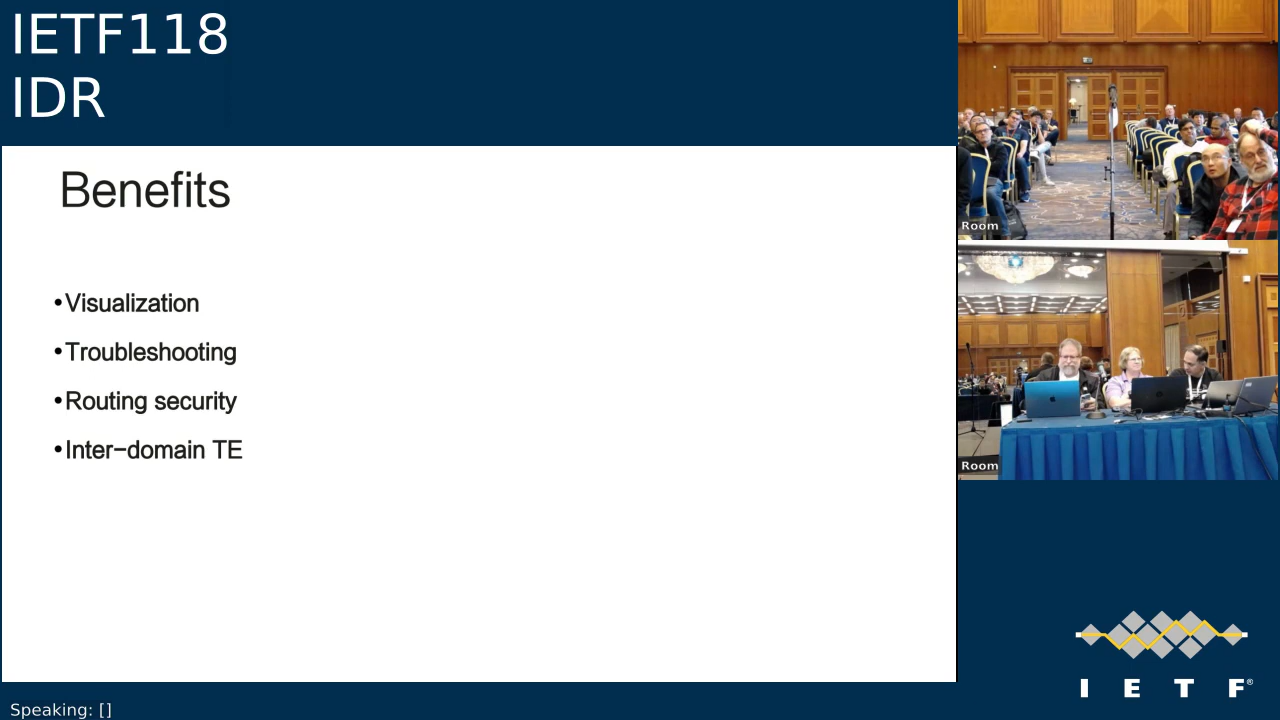 IETF118
IDR
Benefits
•Visualization
•Troubleshooting
•Routing security
•Inter−domain TE
Room
Room
I E T F®
Speaking: []